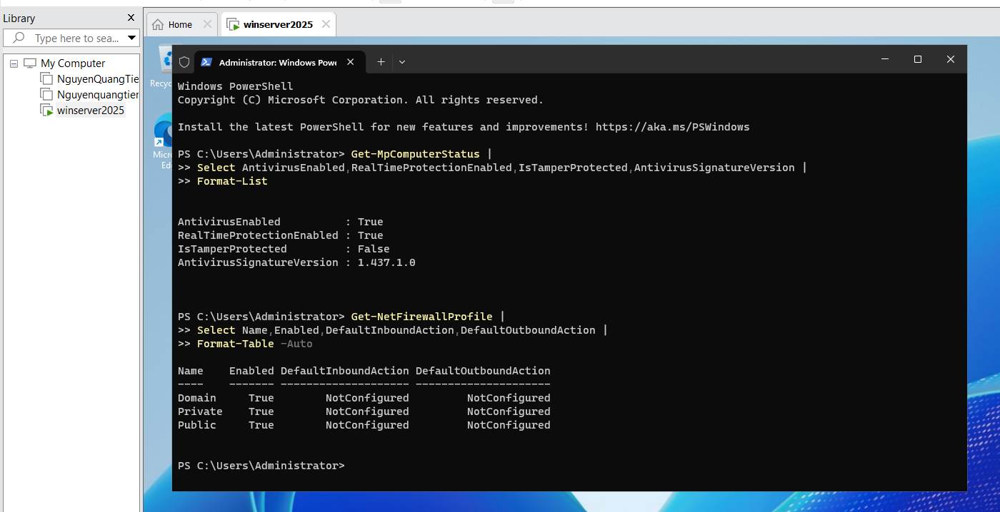 Library
Type here to sea...
My Computer
NguyenQuangTie
Nguyenquangtien
winserver2025
Home
winserver2025
Recyc
Micro
Ed
Administrator: Windows Powe
Windows PowerShell
Copyright (C) Microsoft Corporation. All rights reserved.
Install the latest PowerShell for new features and improvements! https://aka.ms/PSWindows
PS C:\Users\Administrator> Get-MpComputerStatus |
>> Select AntivirusEnabled,RealTimeProtectionEnabled,IsTamperProtected,AntivirusSignatureVersion |
>> Format-List
AntivirusEnabled          : True
RealTimeProtectionEnabled : True
IsTamperProtected         : False
AntivirusSignatureVersion : 1.437.1.0
PS C:\Users\Administrator> Get-NetFirewallProfile |
>> Select Name,Enabled,DefaultInboundAction,DefaultOutboundAction |
>> Format-Table -Auto
Name    Enabled DefaultInboundAction DefaultOutboundAction
----    ------- -------------------- ---------------------
Domain     True        NotConfigured         NotConfigured
Private    True        NotConfigured         NotConfigured
Public     True        NotConfigured         NotConfigured
PS C:\Users\Administrator>